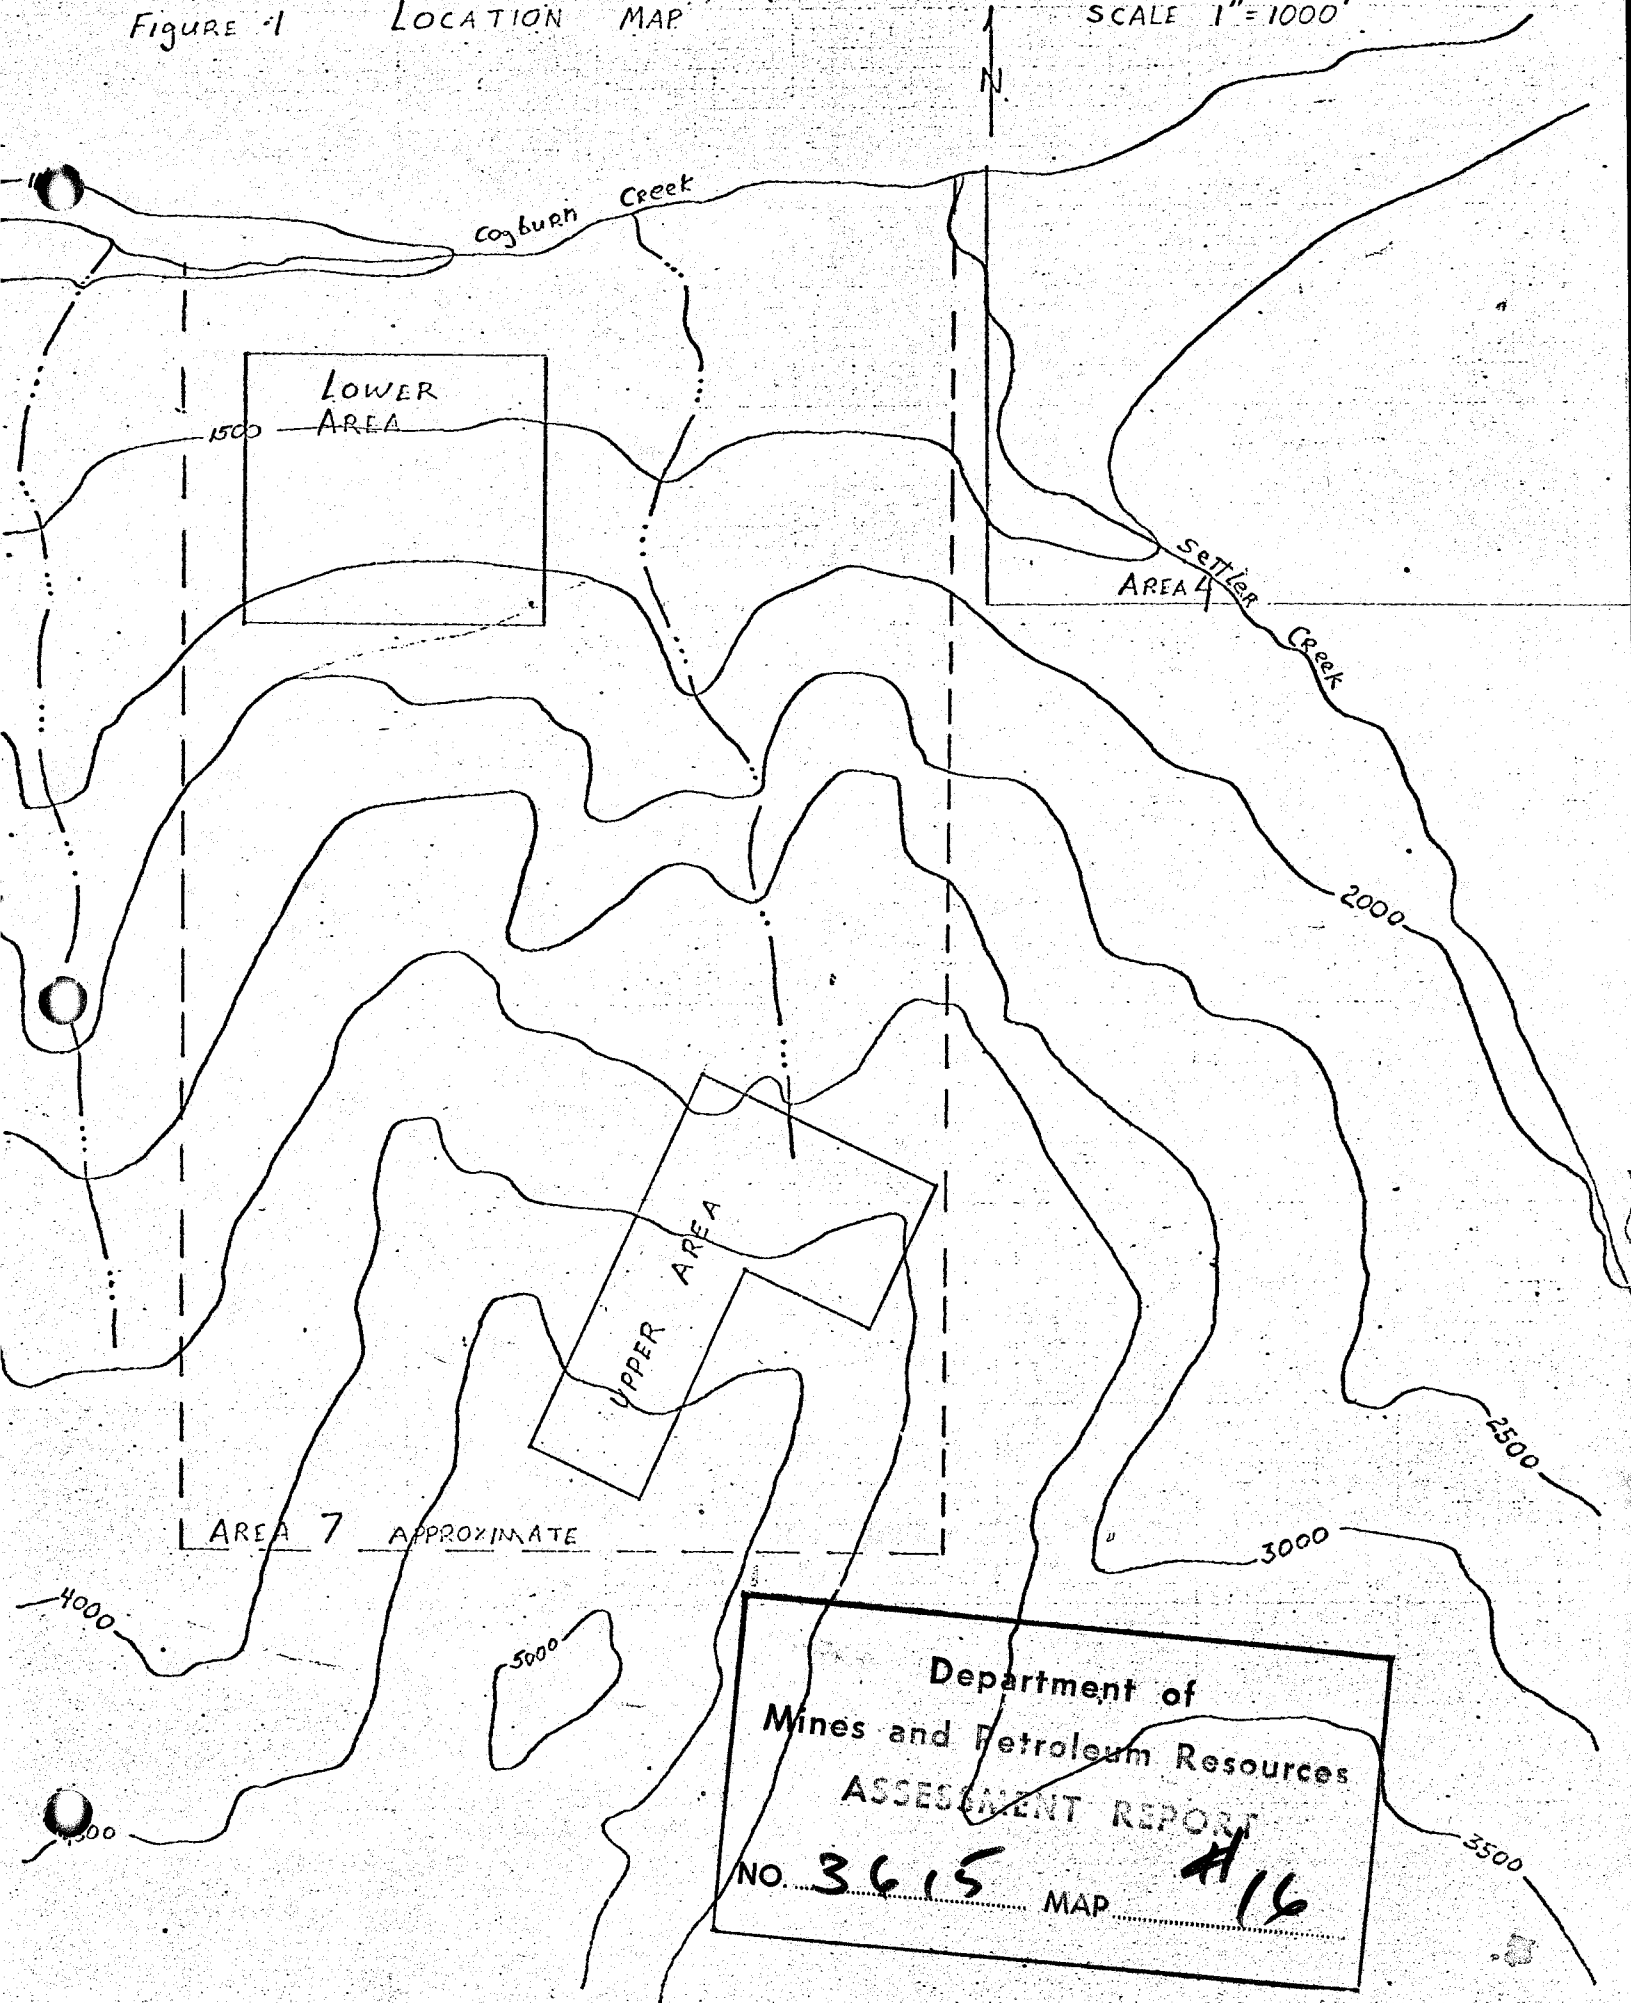 FIGURE 1 LOCATION MAP SCALE 1" = 1000'
N
Cogburn Creek
LOWER
AREA
1500
Settler Creek
AREA 4
2000
UPPER AREA
2500
AREA 7 APPROXIMATE
3000
4000
5000
Department of
Mines and Petroleum Resources
ASSESSMENT REPORT
NO. 3615 MAP #16
3500